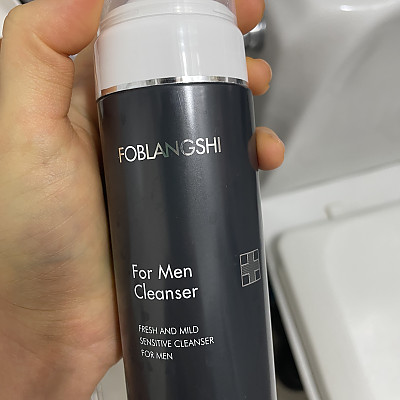 FOBLANGSHI
For Men
Cleanser
FRESH AND MILD
SENSITIVE CLEANSER
FOR MEN